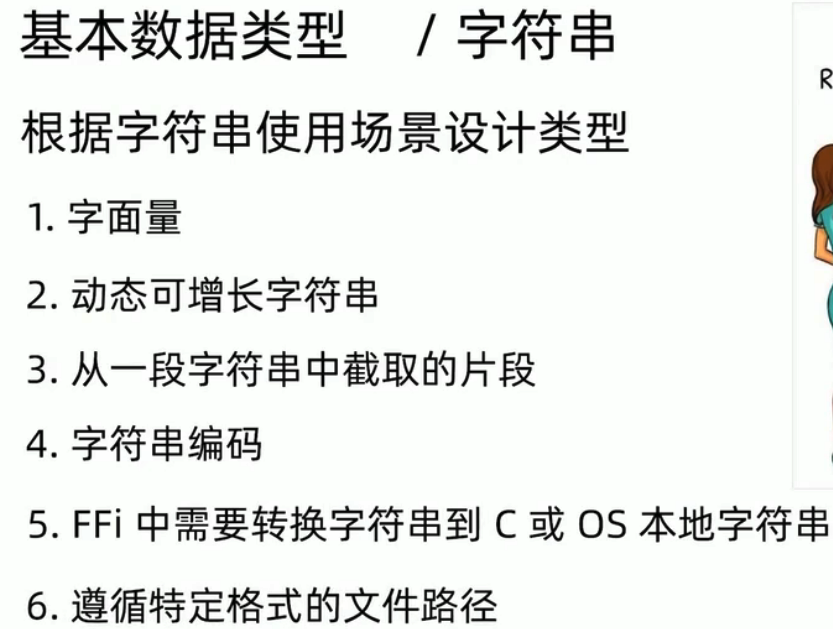 基本数据类型 / 字符串
根据字符串使用场景设计类型
1. 字面量
2. 动态可增长字符串
3. 从一段字符串中截取的片段
4. 字符串编码
5. FFi 中需要转换字符串到 C 或 OS 本地字符串
6. 遵循特定格式的文件路径